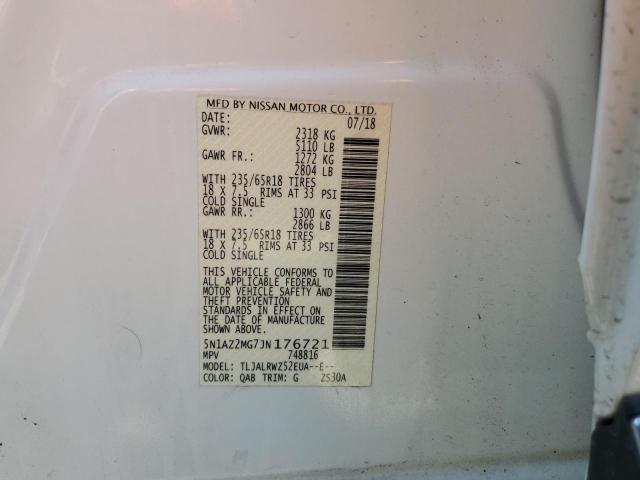 MFD BY NISSAN MOTOR CO., LTD.
DATE: 07/18
GVWR: 2318 KG
5110 LB
GAWR FR.: 1272 KG
2804 LB
WITH 235/65R18 TIRES
18 X 7.5 RIMS AT 33 PSI
COLD SINGLE
GAWR RR.: 1300 KG
2866 LB
WITH 235/65R18 TIRES
18 X 7.5 RIMS AT 33 PSI
COLD SINGLE
THIS VEHICLE CONFORMS TO
ALL APPLICABLE FEDERAL
MOTOR VEHICLE SAFETY AND
THEFT PREVENTION
STANDARDS IN EFFECT ON
THE DATE OF MANUFACTURE
SHOWN ABOVE.
5N1AZ2MG7JN176721
MPV 748816
MODEL: TLJALRWZ52EUA--E--
COLOR: QAB TRIM: G 2S30A